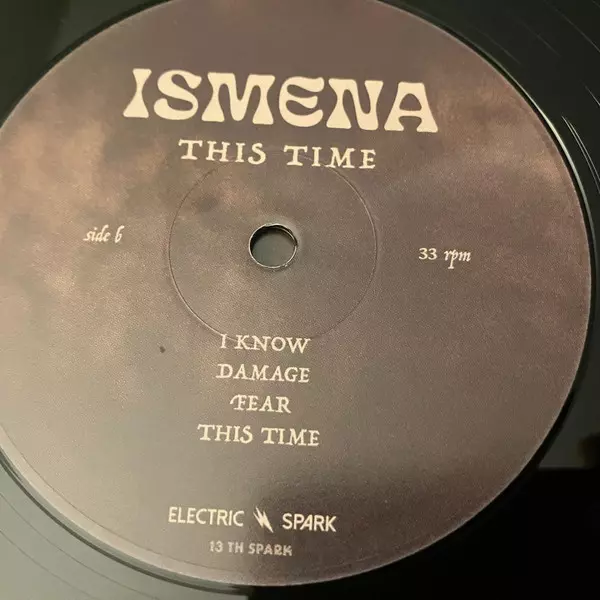 ISMENA
THIS TIME
side b
33 rpm
I KNOW
DAMAGE
FEAR
THIS TIME
ELECTRIC SPARK
13 TH SPARK